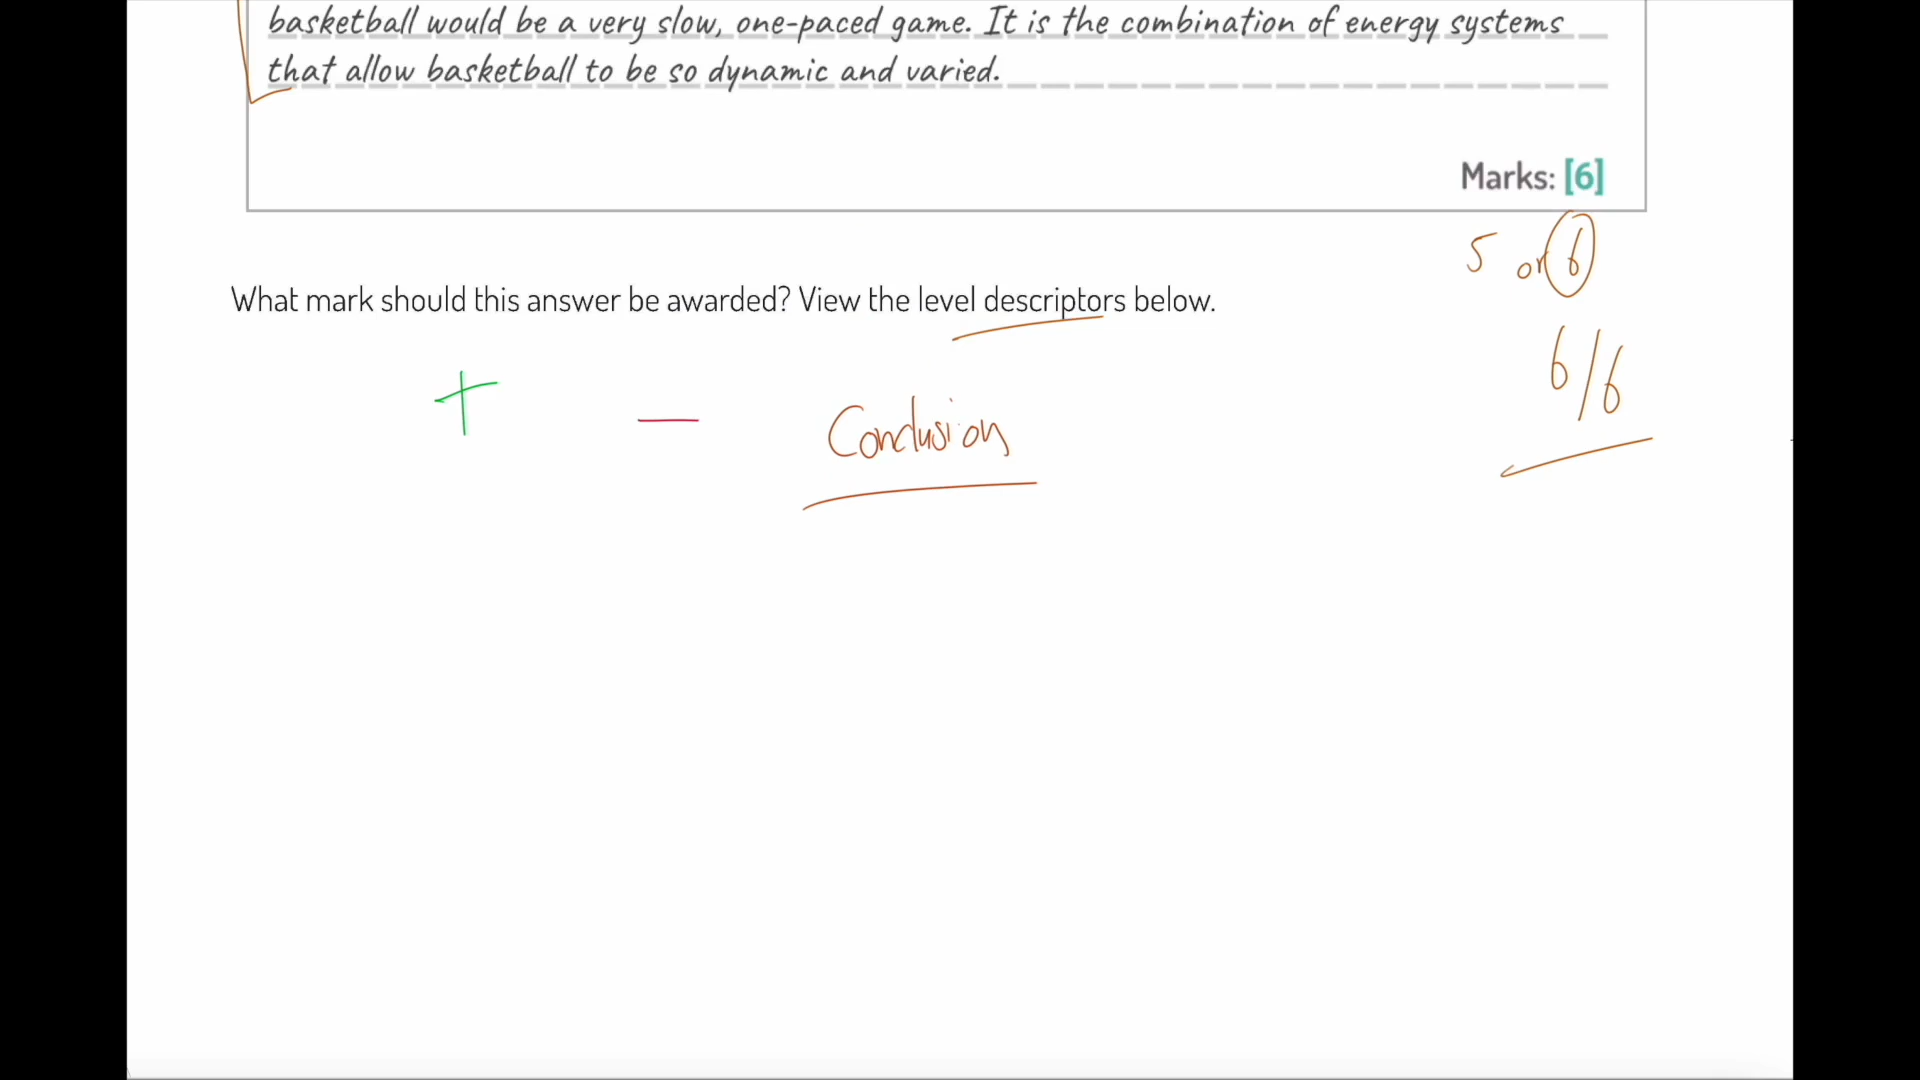 basketball would be a very slow, one-paced game. It is the combination of energy systems
that allow basketball to be so dynamic and varied.
Marks: [6]
5 or 6
What mark should this answer be awarded? View the level descriptors below.
6/6
+ — Conclusion